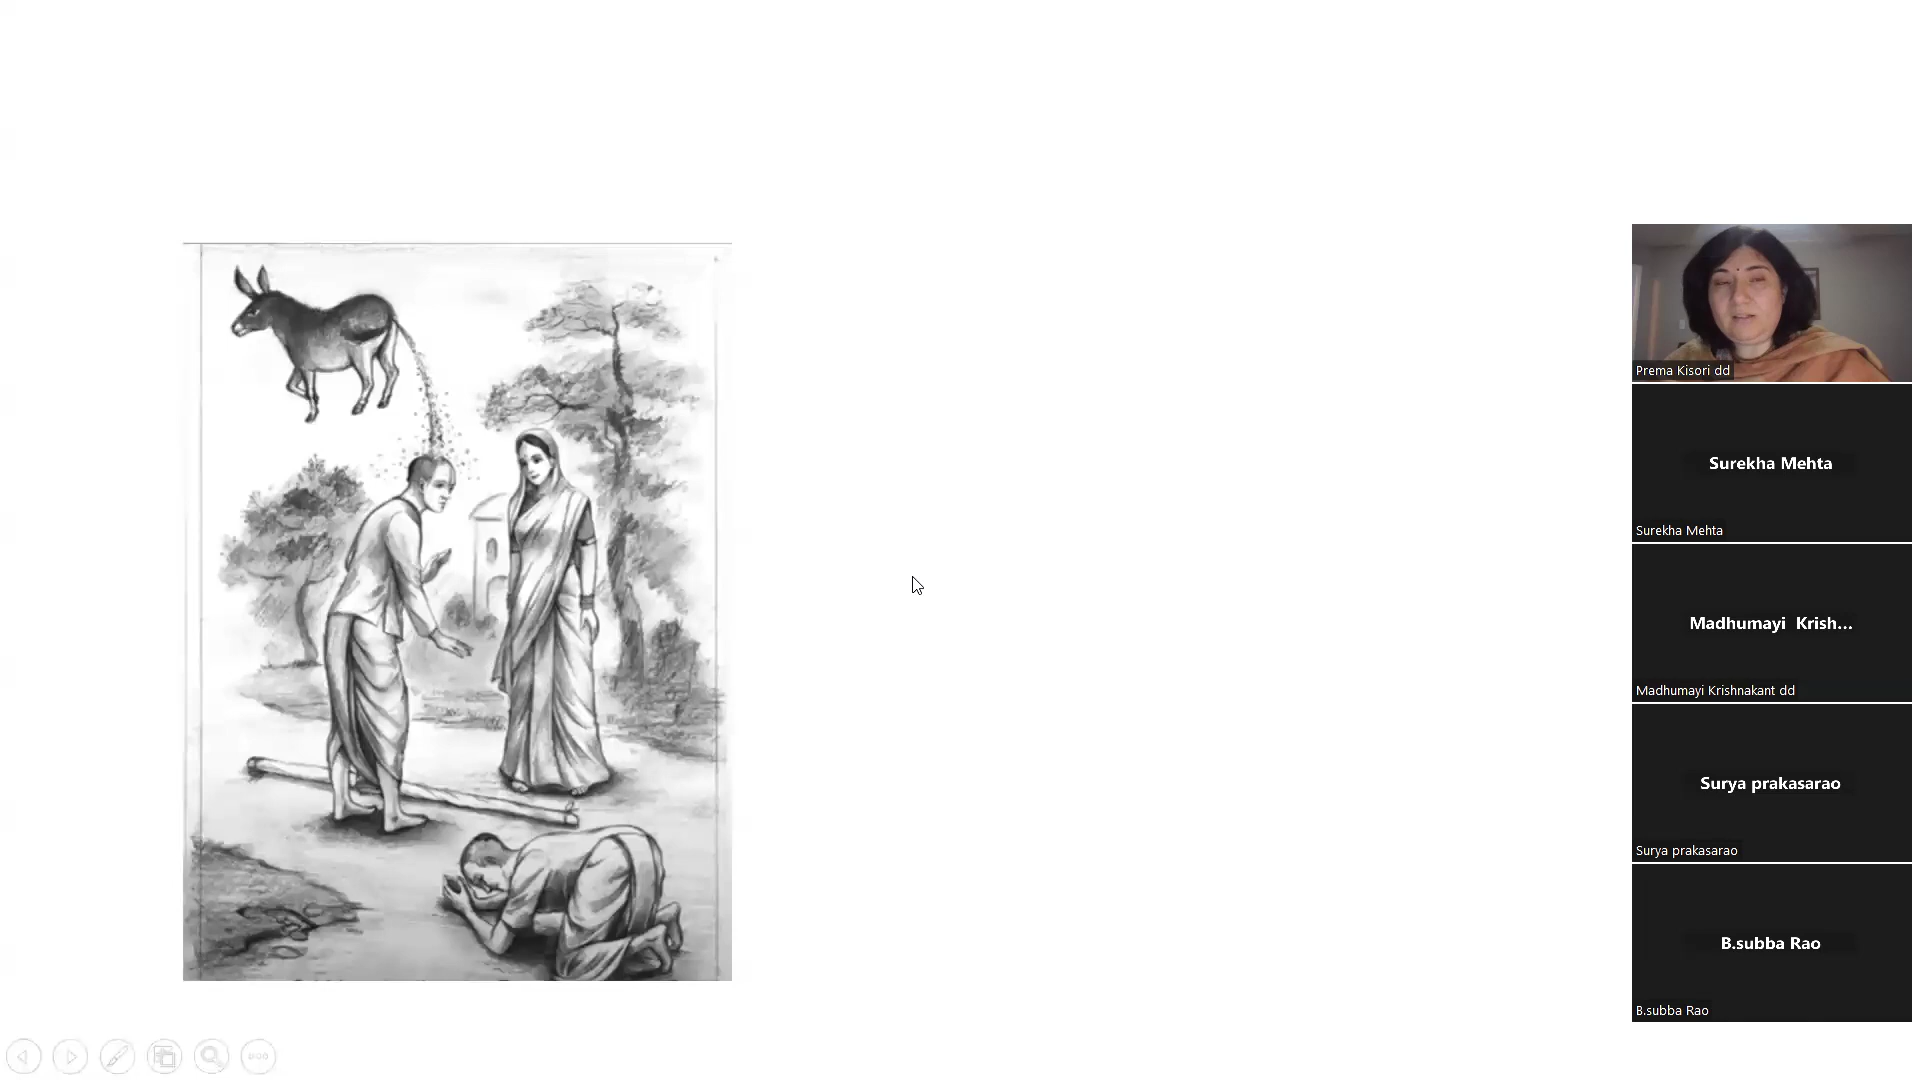 Prema Kisori dd
Surekha Mehta
Surekha Mehta
Madhumayi  Krish...
Madhumayi Krishnakant dd
Surya prakasarao
Surya prakasarao
B.subba Rao
B.subba Rao